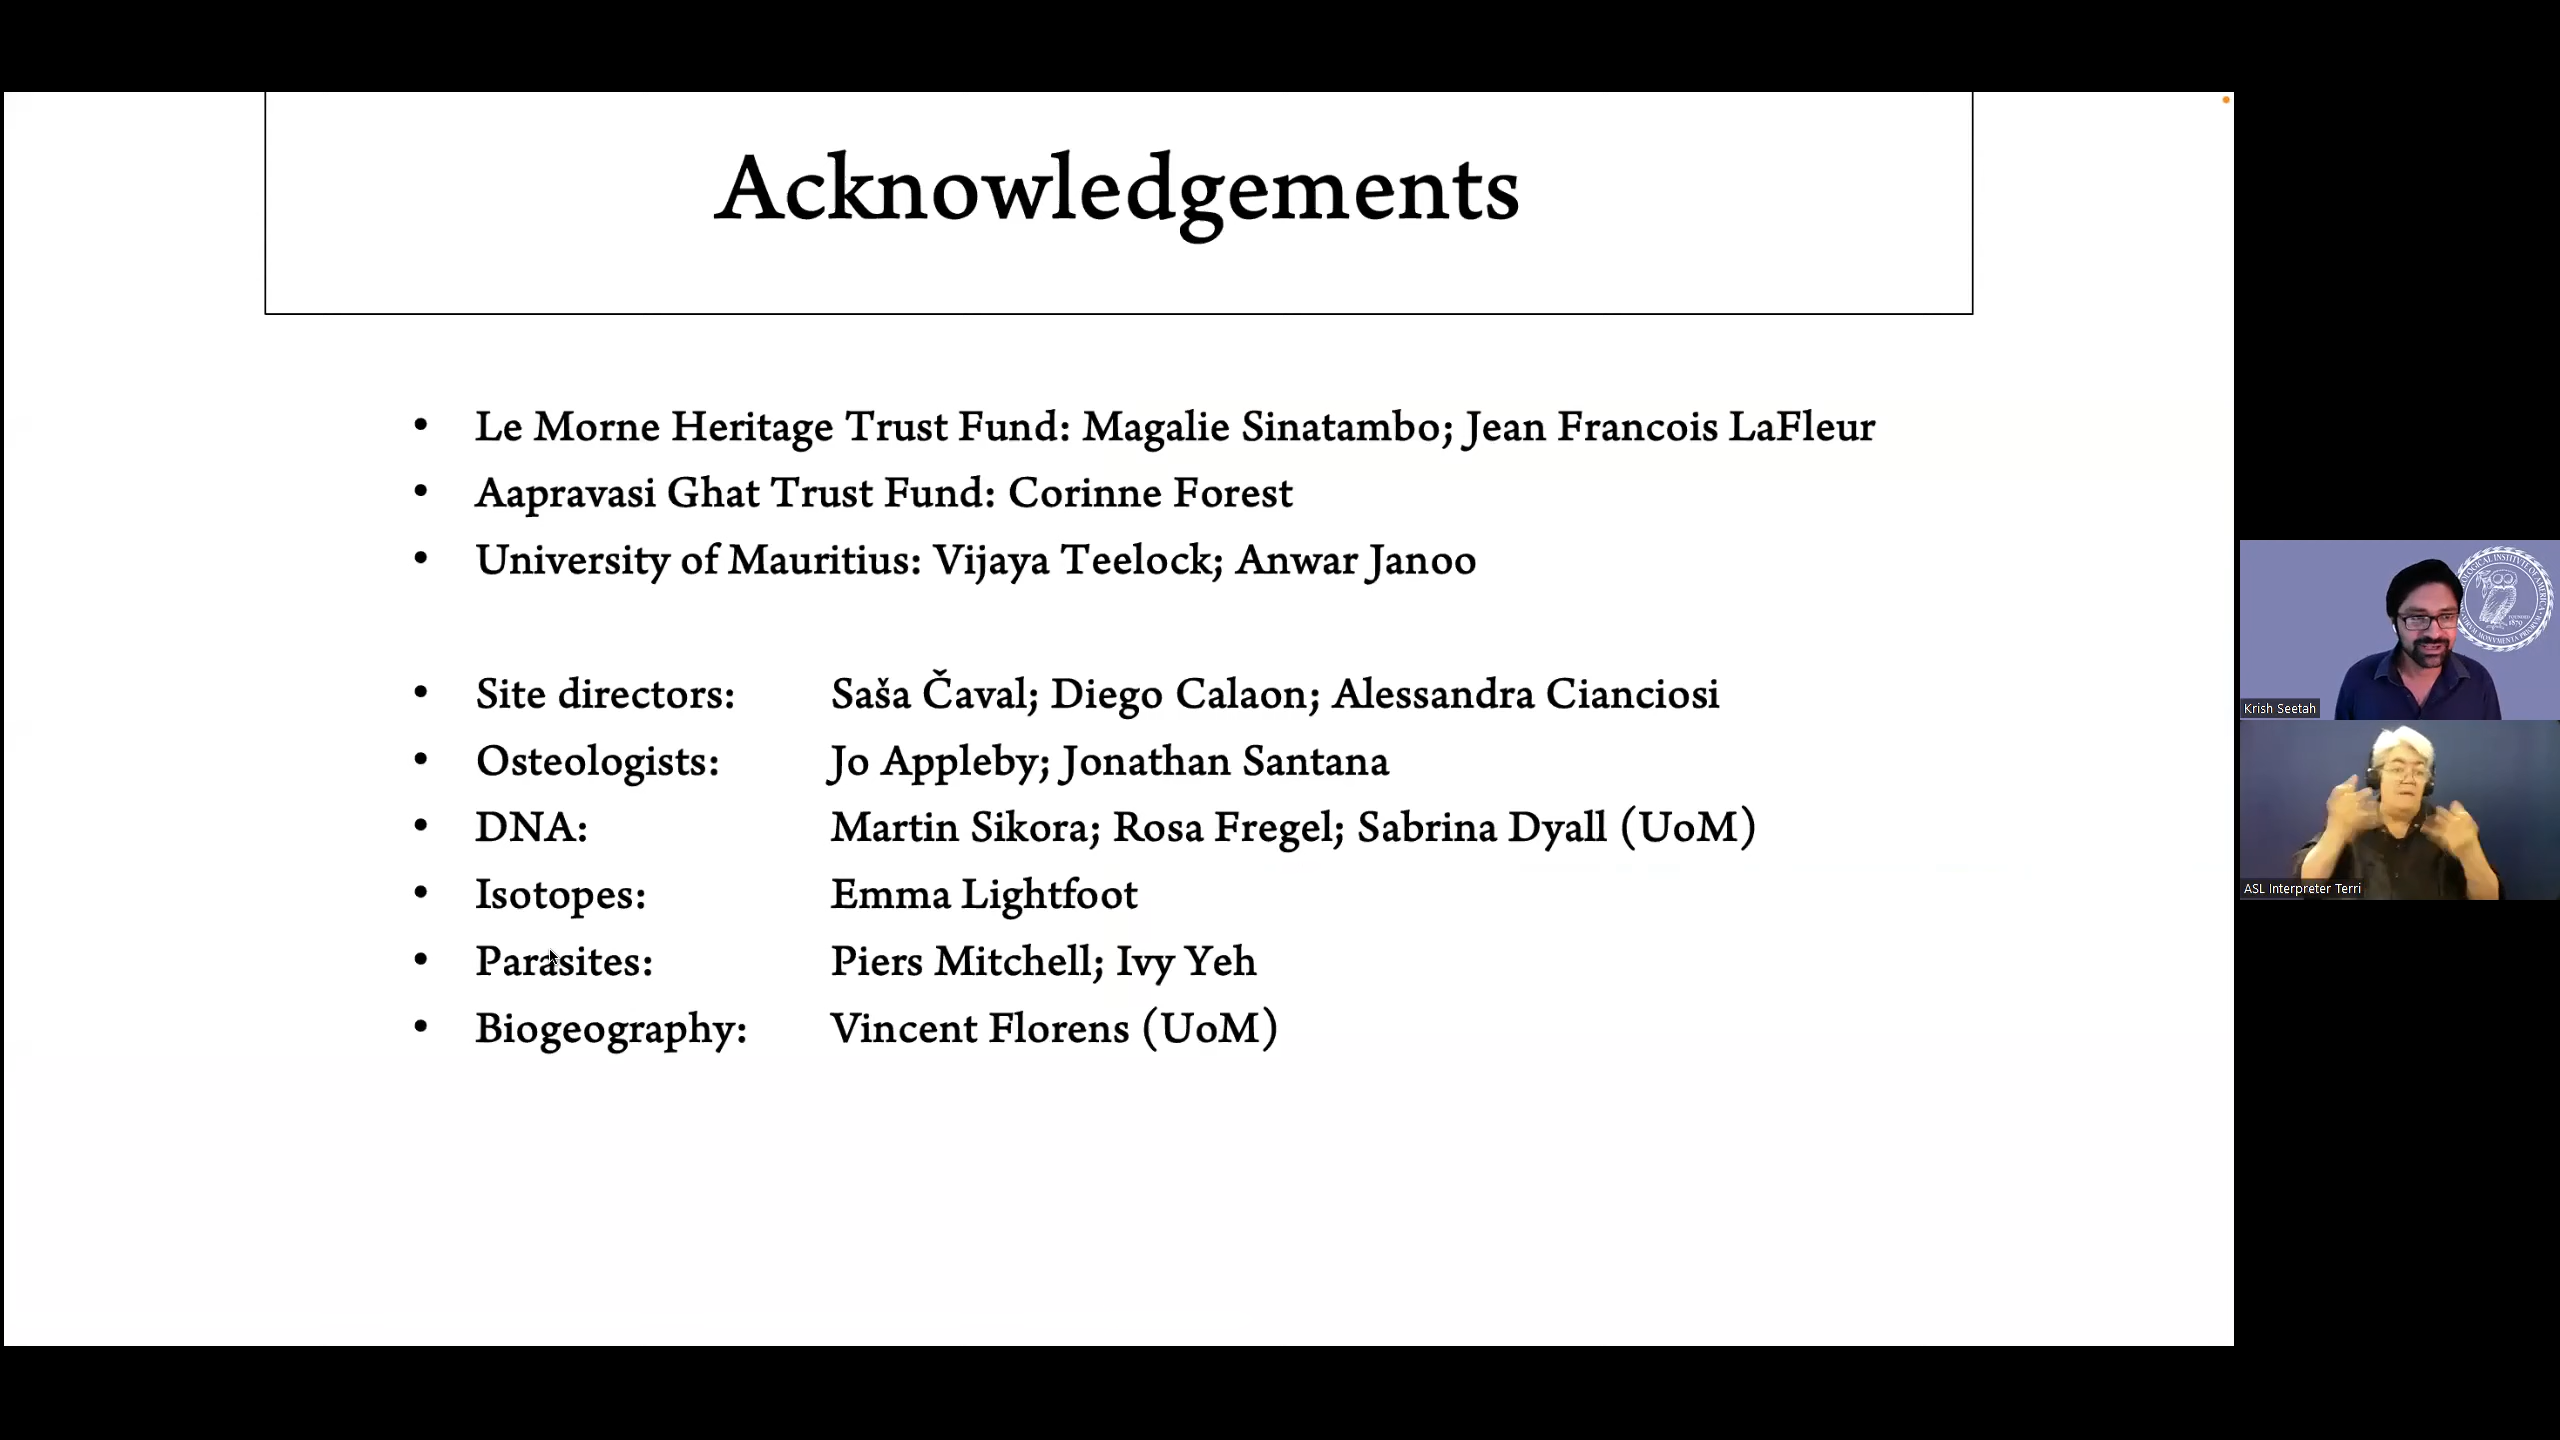 Acknowledgements
• Le Morne Heritage Trust Fund: Magalie Sinatambo; Jean Francois LaFleur
• Aapravasi Ghat Trust Fund: Corinne Forest
• University of Mauritius: Vijaya Teelock; Anwar Janoo
• Site directors: Saša Čaval; Diego Calaon; Alessandra Cianciosi
• Osteologists: Jo Appleby; Jonathan Santana
• DNA: Martin Sikora; Rosa Fregel; Sabrina Dyall (UoM)
• Isotopes: Emma Lightfoot
• Parasites: Piers Mitchell; Ivy Yeh
• Biogeography: Vincent Florens (UoM)
INSTITUTE OF AMERICA
Krish Seetah
ASL Interpreter Terri